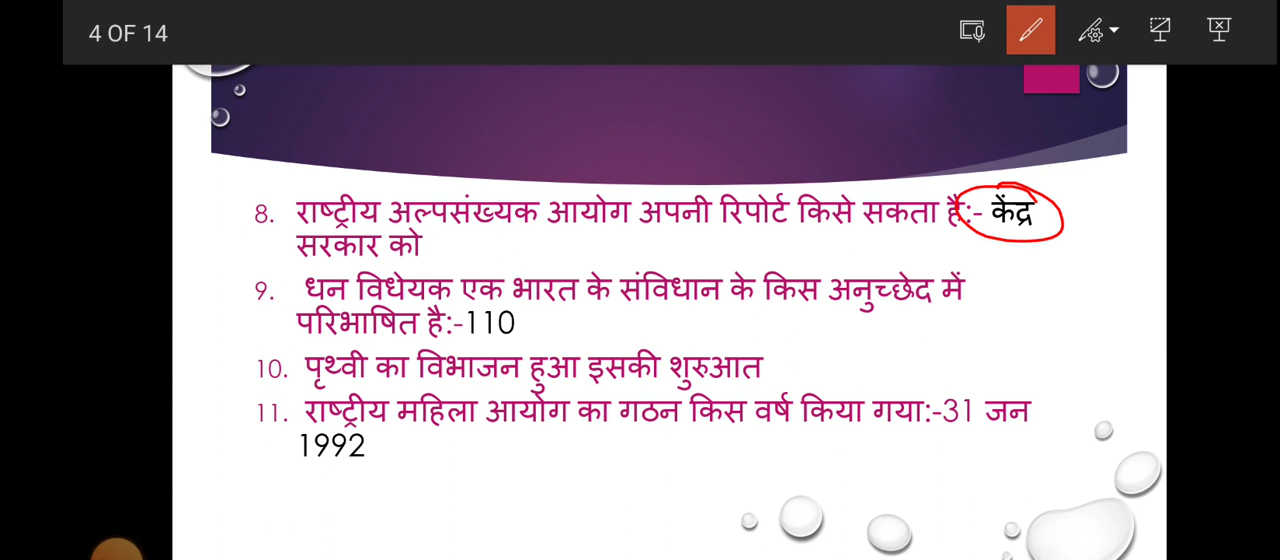 4 OF 14
8. राष्ट्रीय अल्पसंख्यक आयोग अपनी रिपोर्ट किसे सकता है:- केंद्र
सरकार को
9. धन विधेयक एक भारत के संविधान के किस अनुच्छेद में
परिभाषित है:-110
10. पृथ्वी का विभाजन हुआ इसकी शुरुआत
11. राष्ट्रीय महिला आयोग का गठन किस वर्ष किया गया:-31 जन
1992